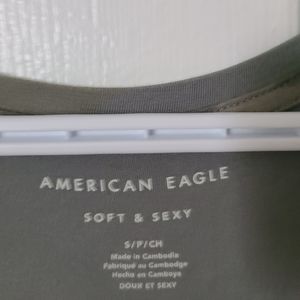 AMERICAN EAGLE
SOFT & SEXY
S/P/CH
Made in Cambodia
Fabriqué au Cambodge
Hecho en Camboya
DOUX ET SEXY